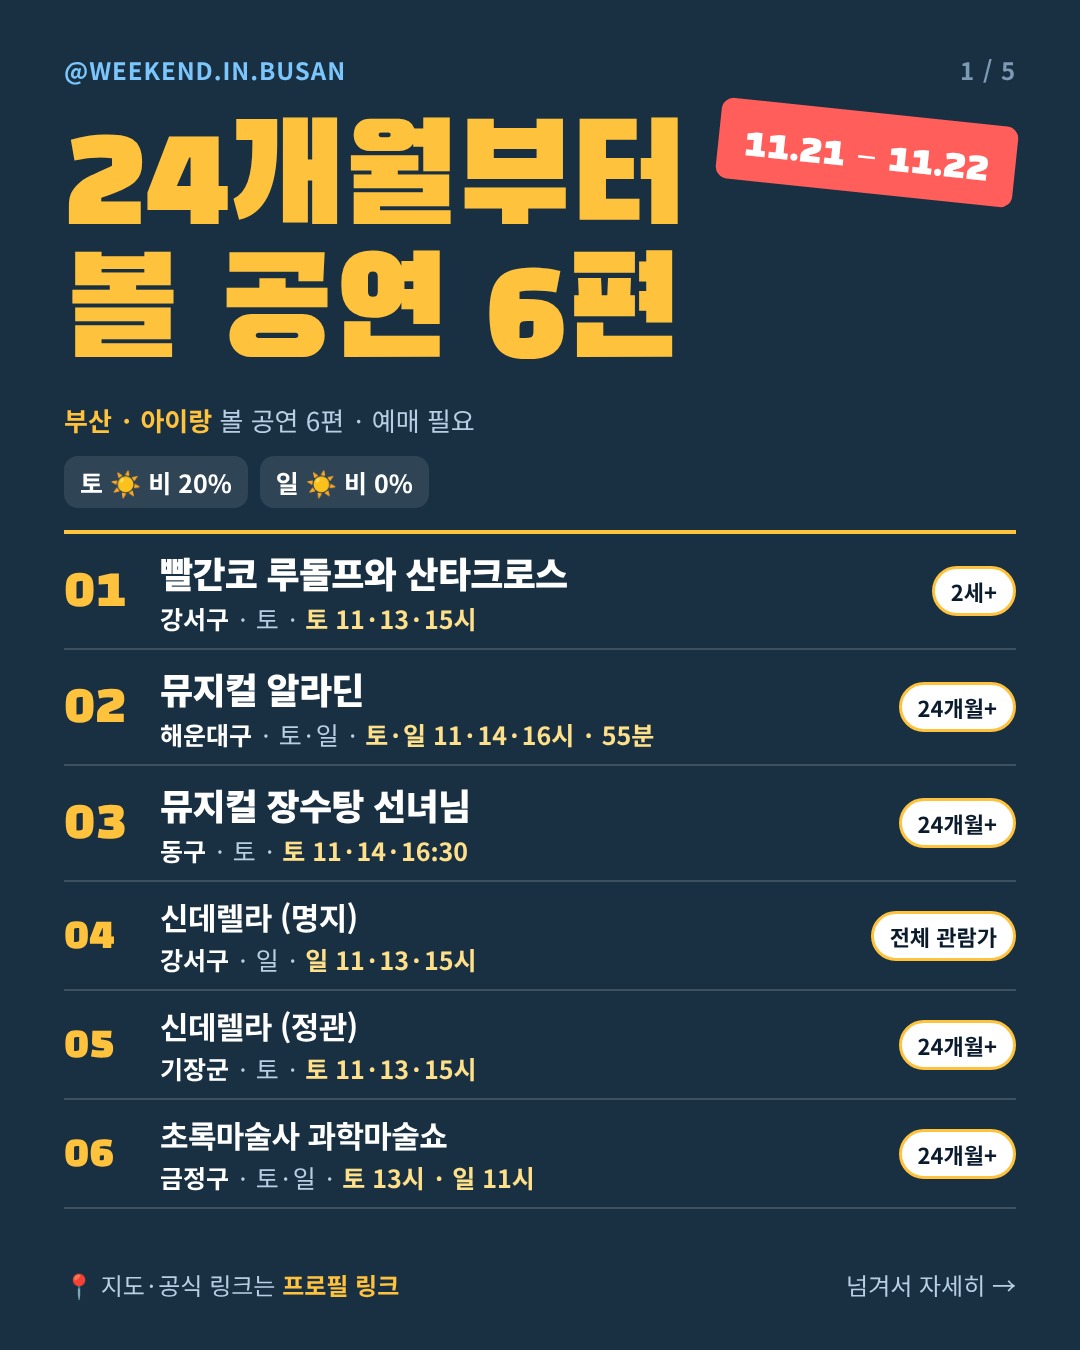 @WEEKEND.IN.BUSAN
1 / 5
24개월부터
11.21 – 11.22
볼 공연 6편
부산 · 아이랑 볼 공연 6편 · 예매 필요
토 ☀️ 비 20%
일 ☀️ 비 0%
01
빨간코 루돌프와 산타크로스
강서구 · 토 · 토 11·13·15시
2세+
02
뮤지컬 알라딘
해운대구 · 토·일 · 토·일 11·14·16시 · 55분
24개월+
03
뮤지컬 장수탕 선녀님
동구 · 토 · 토 11·14·16:30
24개월+
04
신데렐라 (명지)
강서구 · 일 · 일 11·13·15시
전체 관람가
05
신데렐라 (정관)
기장군 · 토 · 토 11·13·15시
24개월+
06
초록마술사 과학마술쇼
금정구 · 토·일 · 토 13시 · 일 11시
24개월+
📍 지도·공식 링크는 프로필 링크
넘겨서 자세히 →